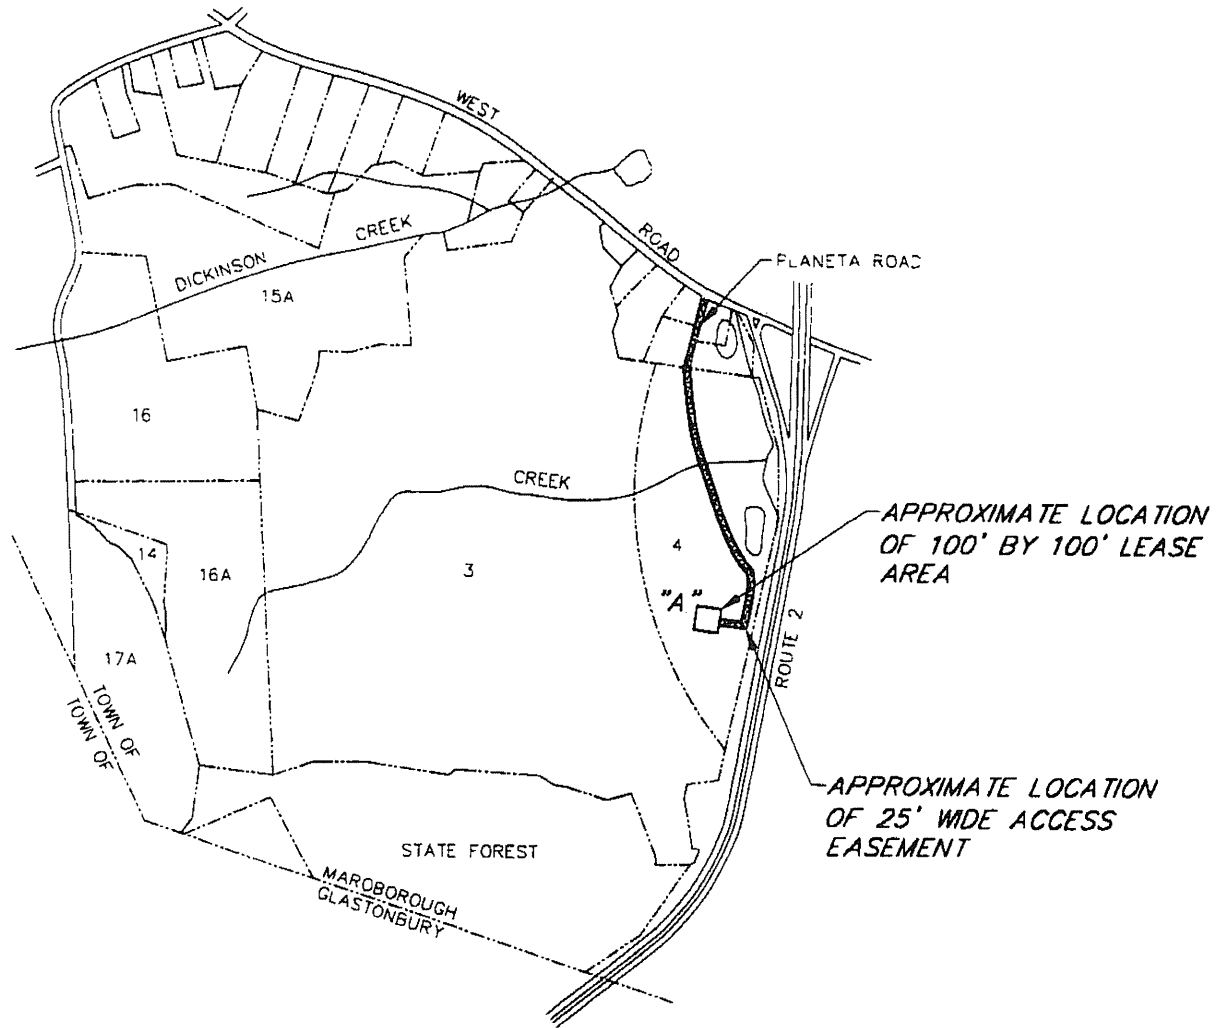 WEST
ROAD
PLANETA ROAD
DICKINSON
CREEK
15A
16
CREEK
APPROXIMATE LOCATION
OF 100' BY 100' LEASE
AREA
14
16A
3
4
"A"
17A
ROUTE 2
TOWN OF
TOWN OF
APPROXIMATE LOCATION
OF 25' WIDE ACCESS
EASEMENT
STATE FOREST
MAROBOROUGH
GLASTONBURY